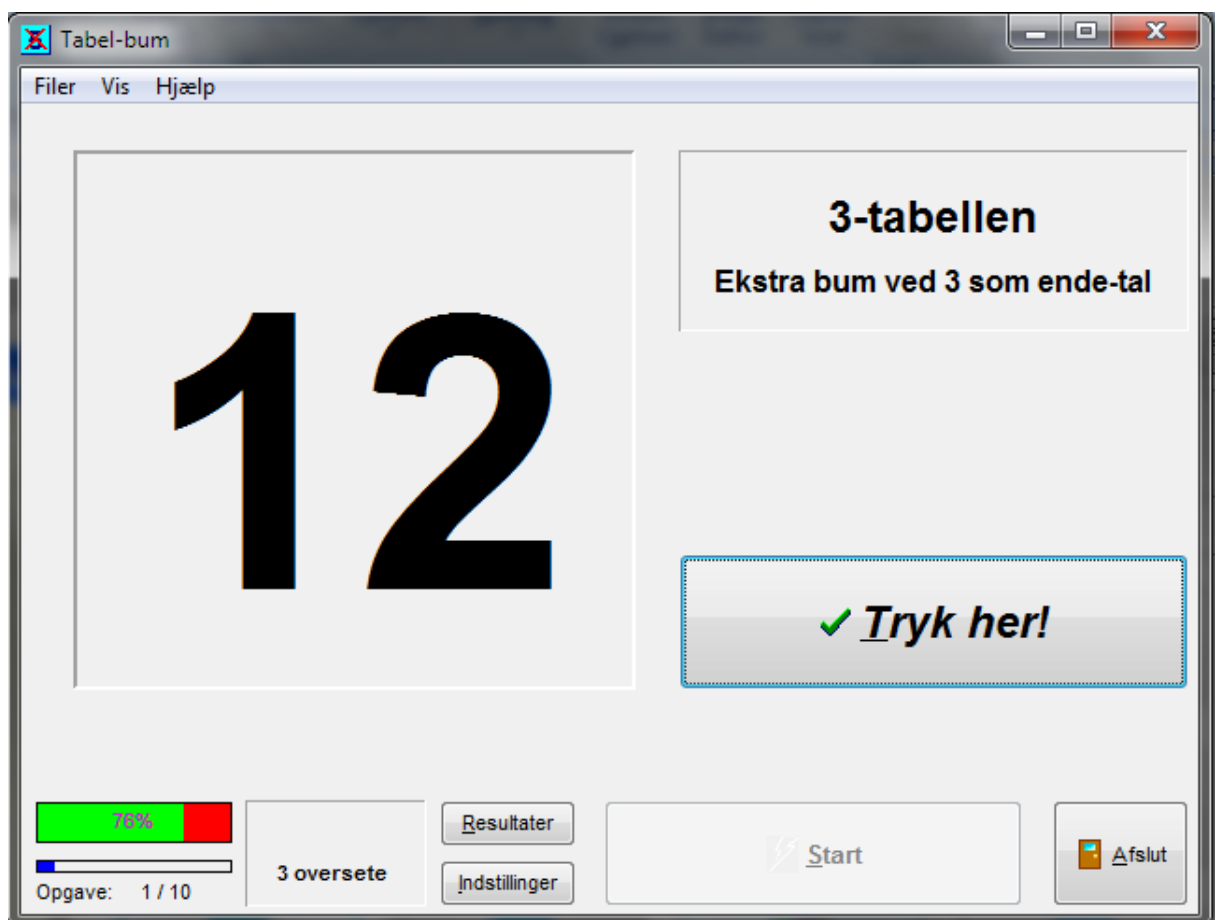 Tabel-bum
Filer Vis Hjælp
12
3-tabellen
Ekstra bum ved 3 som ende-tal
Tryk her!
76%
Opgave: 1 / 10
3 oversete
Resultater
Indstillinger
Start
Afslut